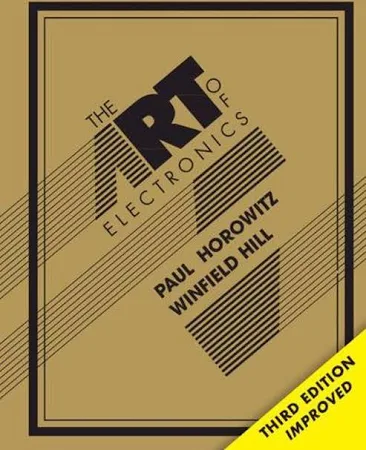 THE ART OF
ELECTRONICS
PAUL HOROWITZ
WINFIELD HILL
THIRD EDITION
IMPROVED